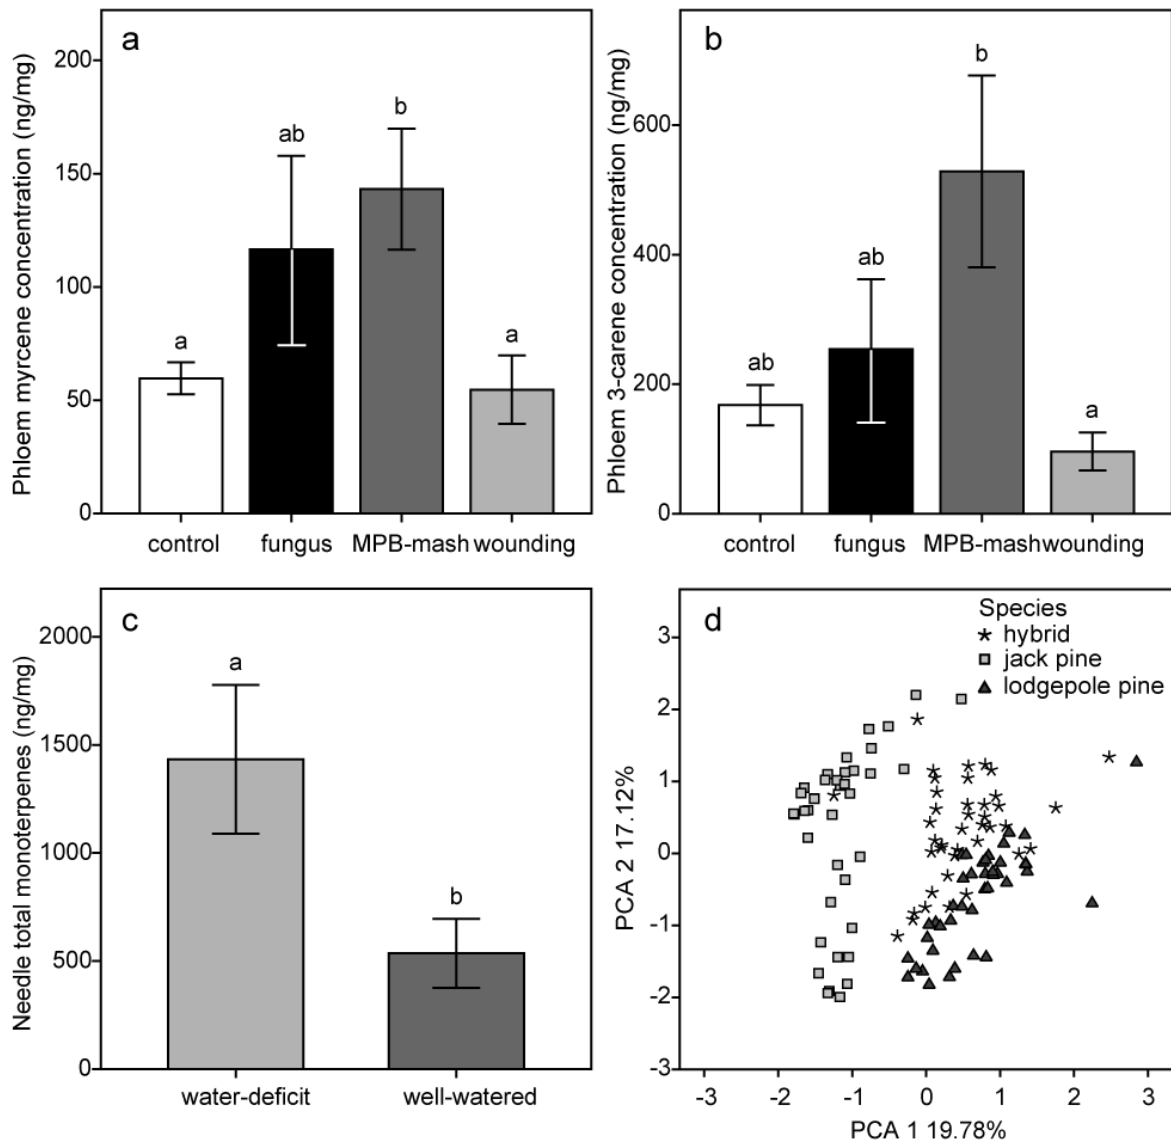 a
Phloem myrcene concentration (ng/mg)
200
150
100
50
0
a
ab
b
a
control
fungus
MPB-mash
wounding
b
Phloem 3-carene concentration (ng/mg)
600
400
200
0
ab
ab
b
a
control
fungus
MPB-mash
wounding
c
Needle total monoterpenes (ng/mg)
2000
1500
1000
500
0
a
b
water-deficit
well-watered
d
Species
hybrid
jack pine
lodgepole pine
PCA 2 17.12%
3
2
1
0
-1
-2
-3
-3
-2
-1
0
1
2
3
PCA 1 19.78%